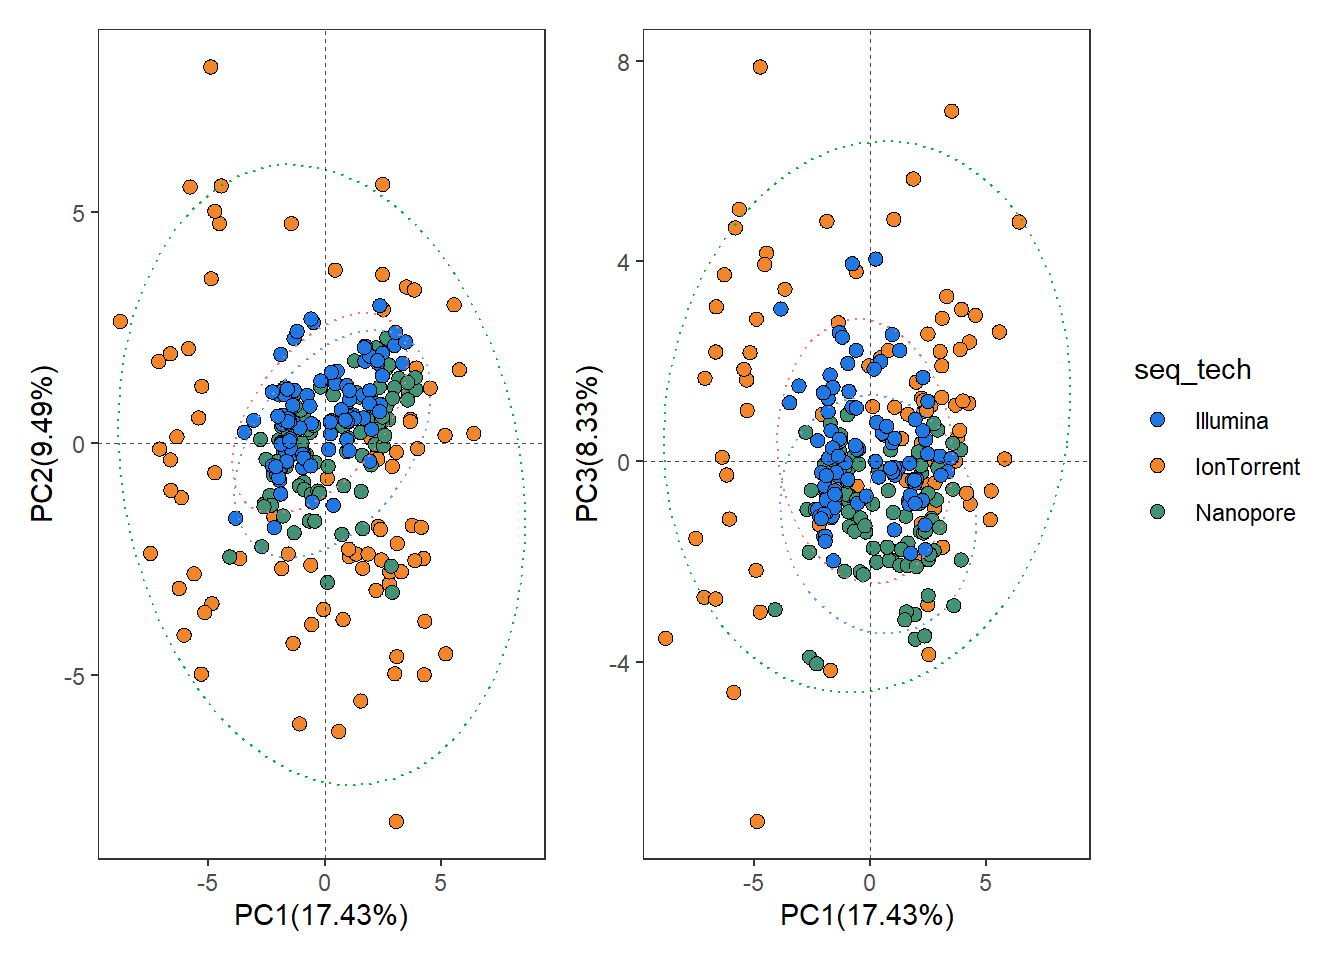 PC2(9.49%)
5
0
-5
-5
0
5
PC1(17.43%)
PC3(8.33%)
8
4
0
-4
-5
0
5
PC1(17.43%)
seq_tech
Illumina
IonTorrent
Nanopore